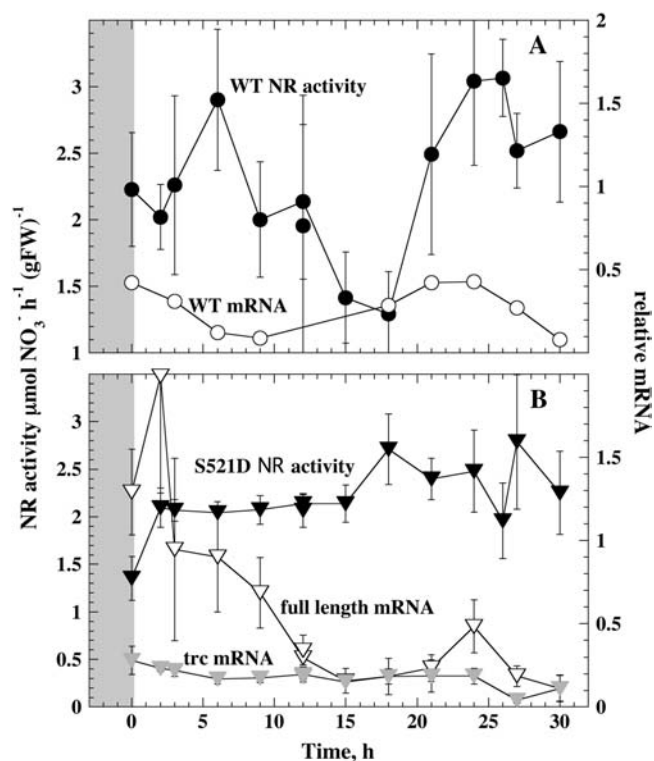 A
WT NR activity
WT mRNA
3
2.5
2
1.5
1
2
1.5
1
0.5
B
S521D NR activity
full length mRNA
trc mRNA
3
2.5
2
1.5
1
0.5
0
1.5
1
0.5
0
0 5 10 15 20 25 30
Time, h
NR activity µmol NO3- h-1 (gFW)-1
relative mRNA